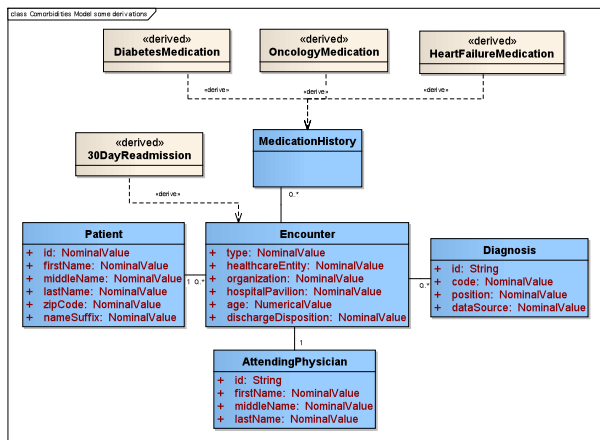 class Comorbidities Model some derivations
«derived»
DiabetesMedication
«derived»
OncologyMedication
«derived»
HeartFailureMedication
«derive»
«derive»
«derive»
«derived»
30DayReadmission
MedicationHistory
«derive»
0..*
Patient
+ id: NominalValue
+ firstName: NominalValue
+ middleName: NominalValue
+ lastName: NominalValue
+ zipCode: NominalValue
+ nameSuffix: NominalValue
1
0..*
Encounter
+ type: NominalValue
+ healthcareEntity: NominalValue
+ organization: NominalValue
+ hospitalPavilion: NominalValue
+ age: NumericalValue
+ dischargeDisposition: NominalValue
0..*
Diagnosis
+ id: String
+ code: NominalValue
+ position: NominalValue
+ dataSource: NominalValue
1
AttendingPhysician
+ id: String
+ firstName: NominalValue
+ middleName: NominalValue
+ lastName: NominalValue